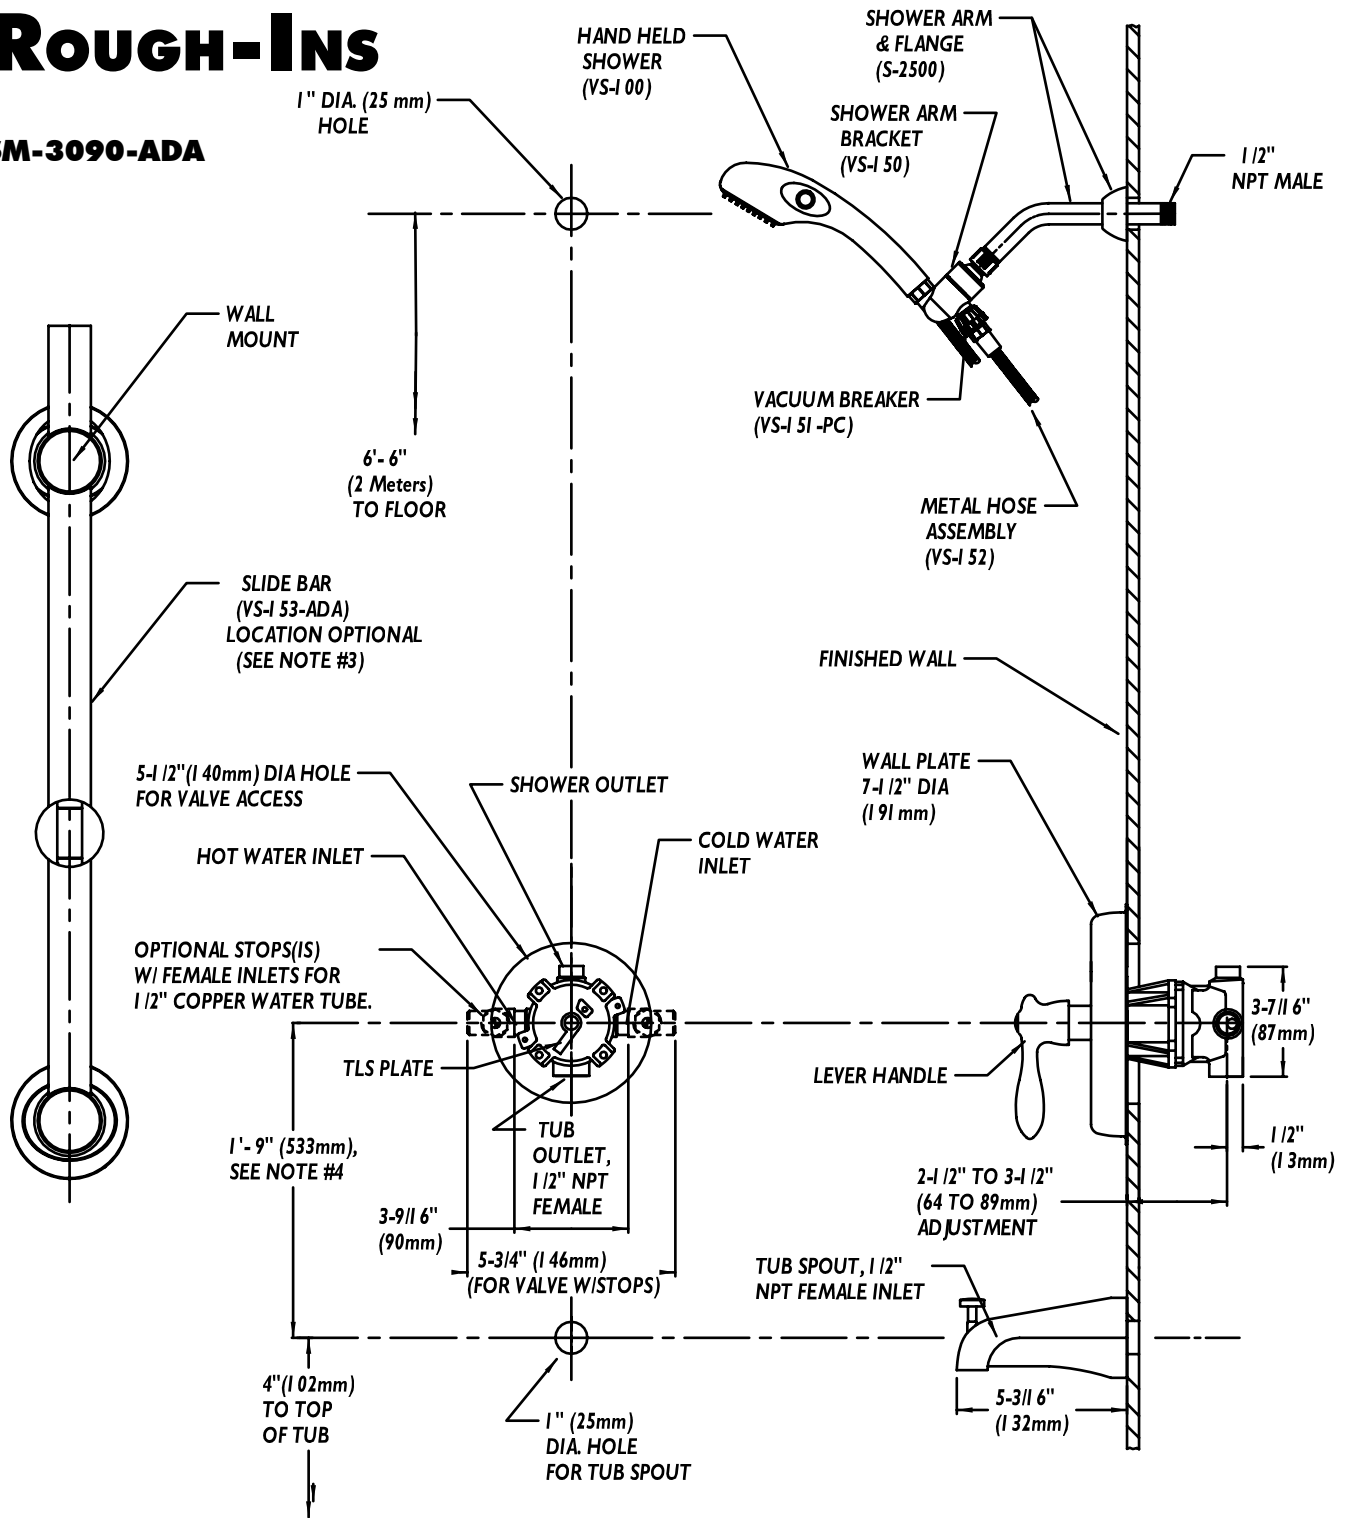 ROUGH-INS
SM-3090-ADA
1" DIA. (25 mm)
HOLE
HAND HELD
SHOWER
(VS-100)
SHOWER ARM
& FLANGE
(S-2500)
SHOWER ARM
BRACKET
(VS-150)
1/2"
NPT MALE
WALL
MOUNT
VACUUM BREAKER
(VS-151-PC)
6'- 6"
(2 Meters)
TO FLOOR
METAL HOSE
ASSEMBLY
(VS-152)
SLIDE BAR
(VS-153-ADA)
LOCATION OPTIONAL
(SEE NOTE #3)
FINISHED WALL
5-1/2"(140mm) DIA HOLE
FOR VALVE ACCESS
SHOWER OUTLET
WALL PLATE
7-1/2" DIA
(191 mm)
HOT WATER INLET
COLD WATER
INLET
OPTIONAL STOPS(IS)
W/ FEMALE INLETS FOR
1/2" COPPER WATER TUBE.
3-7/16"
(87mm)
TLS PLATE
LEVER HANDLE
1'- 9" (533mm),
SEE NOTE #4
TUB
OUTLET,
1/2" NPT
FEMALE
1/2"
(13mm)
2-1/2" TO 3-1/2"
(64 TO 89mm)
ADJUSTMENT
3-9/16"
(90mm)
5-3/4" (146mm)
(FOR VALVE W/STOPS)
TUB SPOUT, 1/2"
NPT FEMALE INLET
4"(102mm)
TO TOP
OF TUB
1" (25mm)
DIA. HOLE
FOR TUB SPOUT
5-3/16"
(132mm)